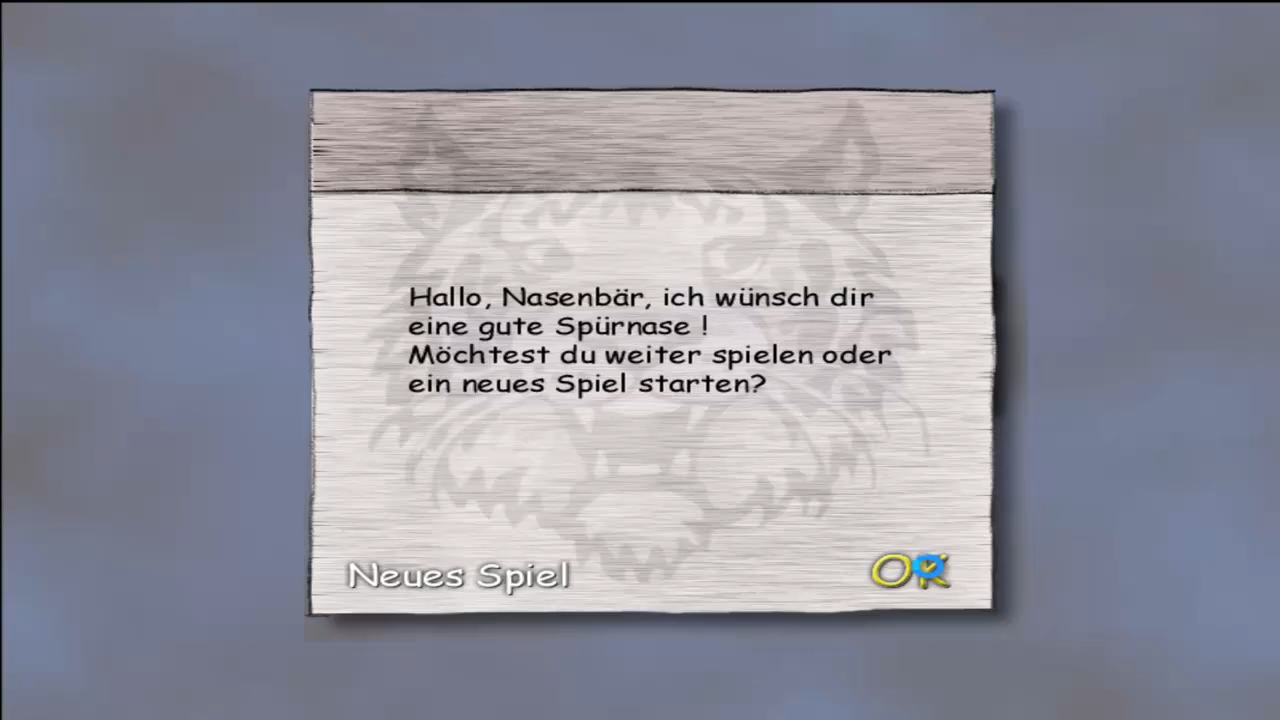 Hallo, Nasenbär, ich wünsch dir
eine gute Spürnase !
Möchtest du weiter spielen oder
ein neues Spiel starten?
Neues Spiel
OK